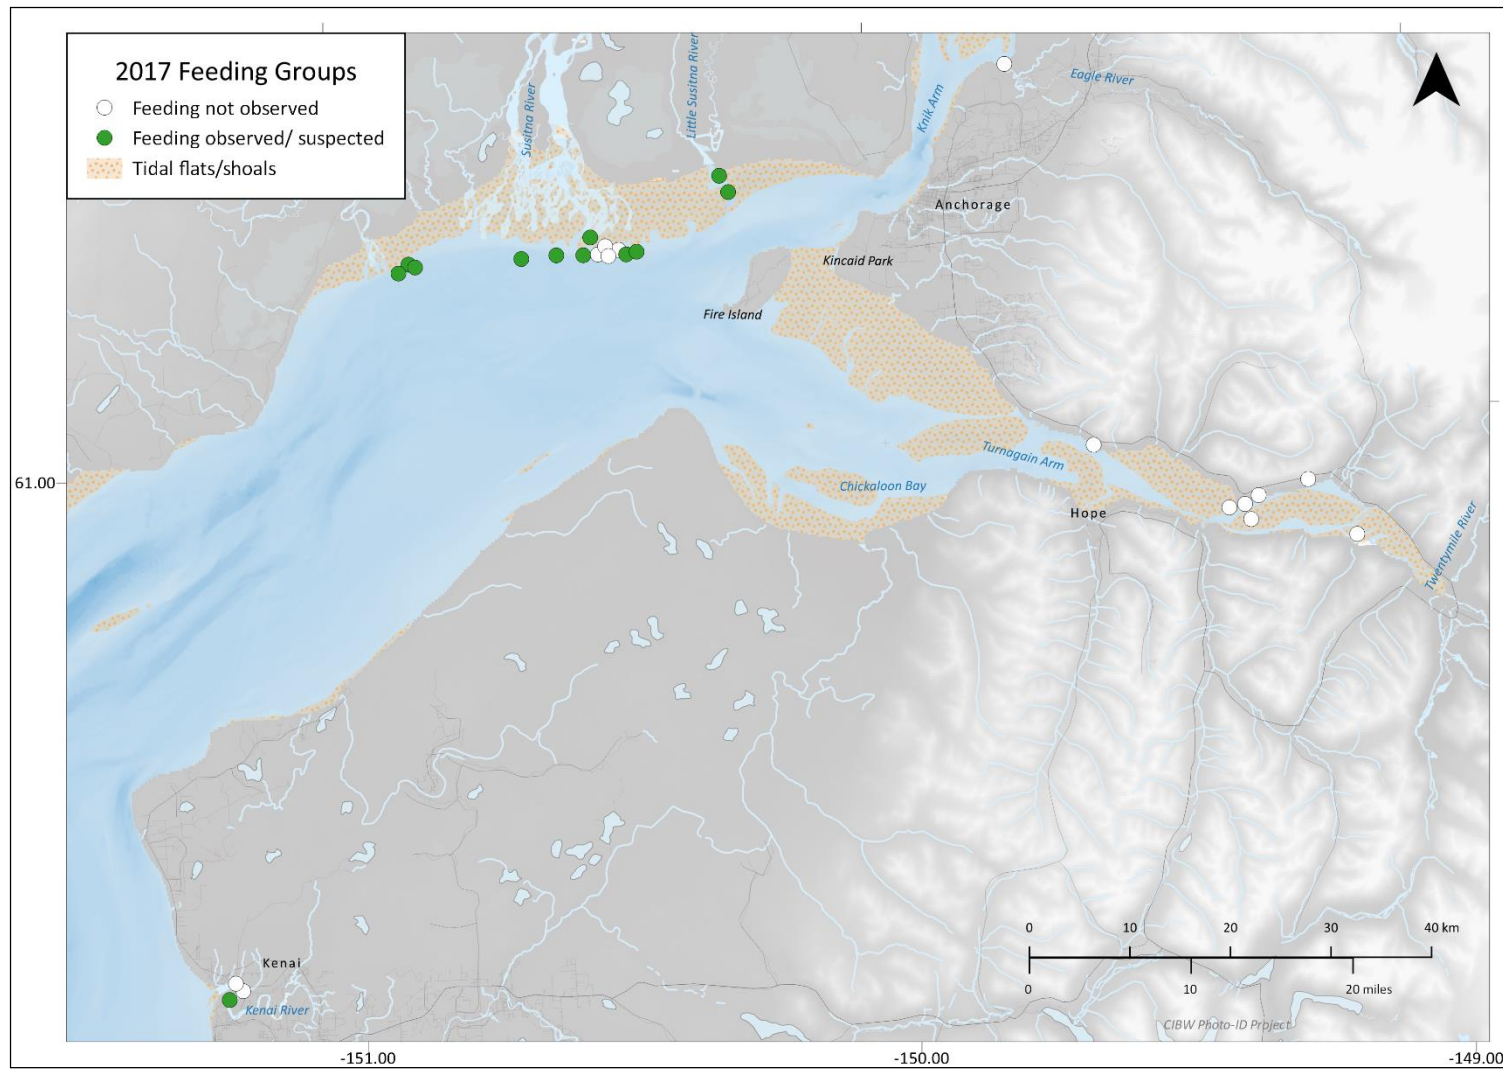 2017 Feeding Groups
Feeding not observed
Feeding observed/ suspected
Tidal flats/shoals
Susitna River
Little Susitna River
Knik Arm
Eagle River
Anchorage
Kincaid Park
Fire Island
Turnagain Arm
61.00
Chickaloon Bay
Hope
Twentymile River
0 10 20 30 40 km
0 10 20 miles
Kenai
Kenai River
CIBW Photo-ID Project
-151.00 -150.00 -149.00